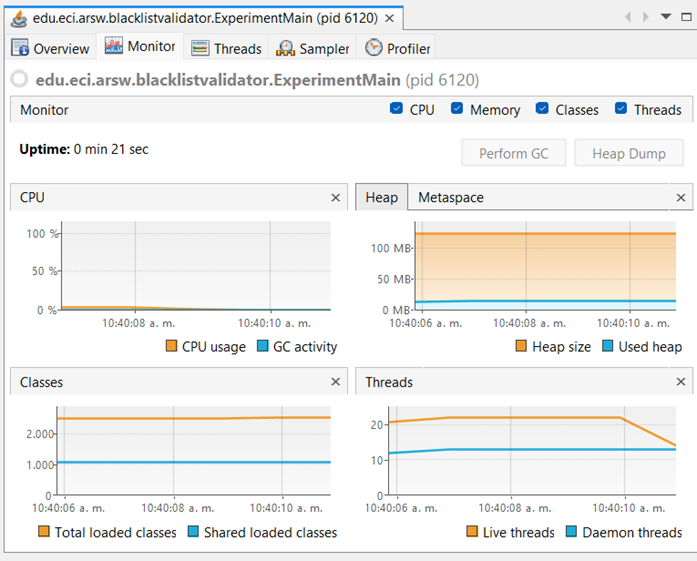 edu.eci.arsw.blacklistvalidator.ExperimentMain (pid 6120)
Overview Monitor Threads Sampler Profiler
edu.eci.arsw.blacklistvalidator.ExperimentMain (pid 6120)
Monitor CPU Memory Classes Threads
Uptime: 0 min 21 sec
Perform GC Heap Dump
CPU
100 %
50 %
0 %
10:40:08 a. m. 10:40:10 a. m.
CPU usage GC activity
Heap Metaspace
100 MB
50 MB
0 MB
10:40:06 a. m. 10:40:08 a. m. 10:40:10 a. m.
Heap size Used heap
Classes
2.000
1.000
0
10:40:06 a. m. 10:40:08 a. m. 10:40:10 a. m.
Total loaded classes Shared loaded classes
Threads
20
10
0
10:40:06 a. m. 10:40:08 a. m. 10:40:10 a. m.
Live threads Daemon threads